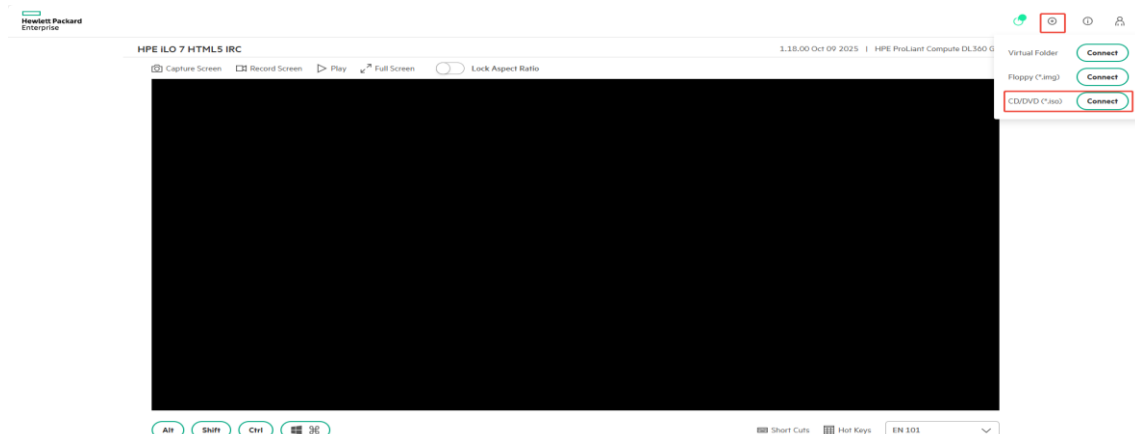 Hewlett Packard
Enterprise
HPE iLO 7 HTML5 IRC
1.18.00 Oct 09 2025 | HPE ProLiant Compute DL360 G
Capture Screen Record Screen Play Full Screen Lock Aspect Ratio
Virtual Folder Connect
Floppy (*.img) Connect
CD/DVD (*.iso) Connect
Alt Shift Ctrl
Short Cuts Hot Keys EN 101